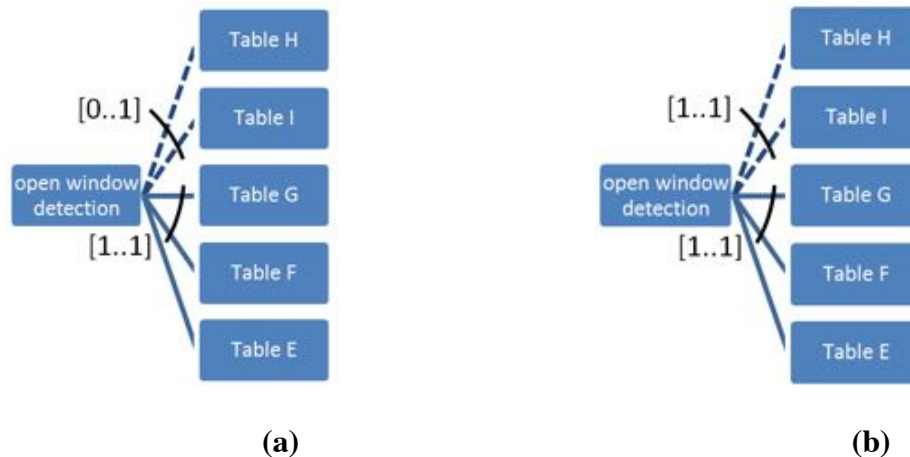 Table H
[0..1]
Table I
open window
detection
Table G
[1..1]
Table F
Table E
(a)
Table H
[1..1]
Table I
open window
detection
Table G
[1..1]
Table F
Table E
(b)